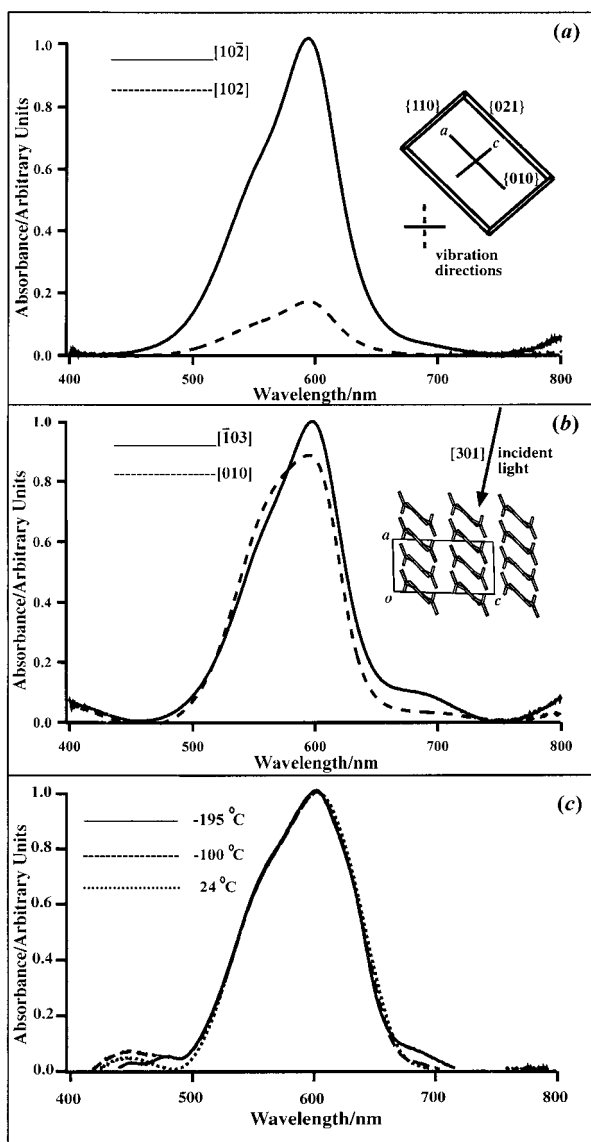 (a)
[10$\bar{2}$]
[102]
Absorbance/Arbitrary Units
1.0
0.8
0.6
0.4
0.2
0.0
{110}
{021}
a
c
{010}
vibration
directions
400 500 600 700 800
Wavelength/nm
(b)
[$\bar{1}$03]
[010]
Absorbance/Arbitrary Units
1.0
0.8
0.6
0.4
0.2
0.0
[301] incident
light
a
o
c
400 500 600 700 800
Wavelength/nm
(c)
-195 °C
-100 °C
24 °C
Absorbance/Arbitrary Units
1.0
0.8
0.6
0.4
0.2
0.0
400 500 600 700 800
Wavelength/nm